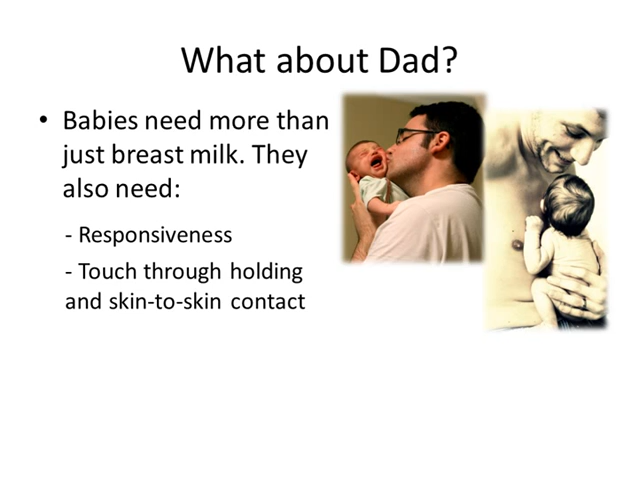 What about Dad?
• Babies need more than
just breast milk. They
also need:
- Responsiveness
- Touch through holding
and skin-to-skin contact